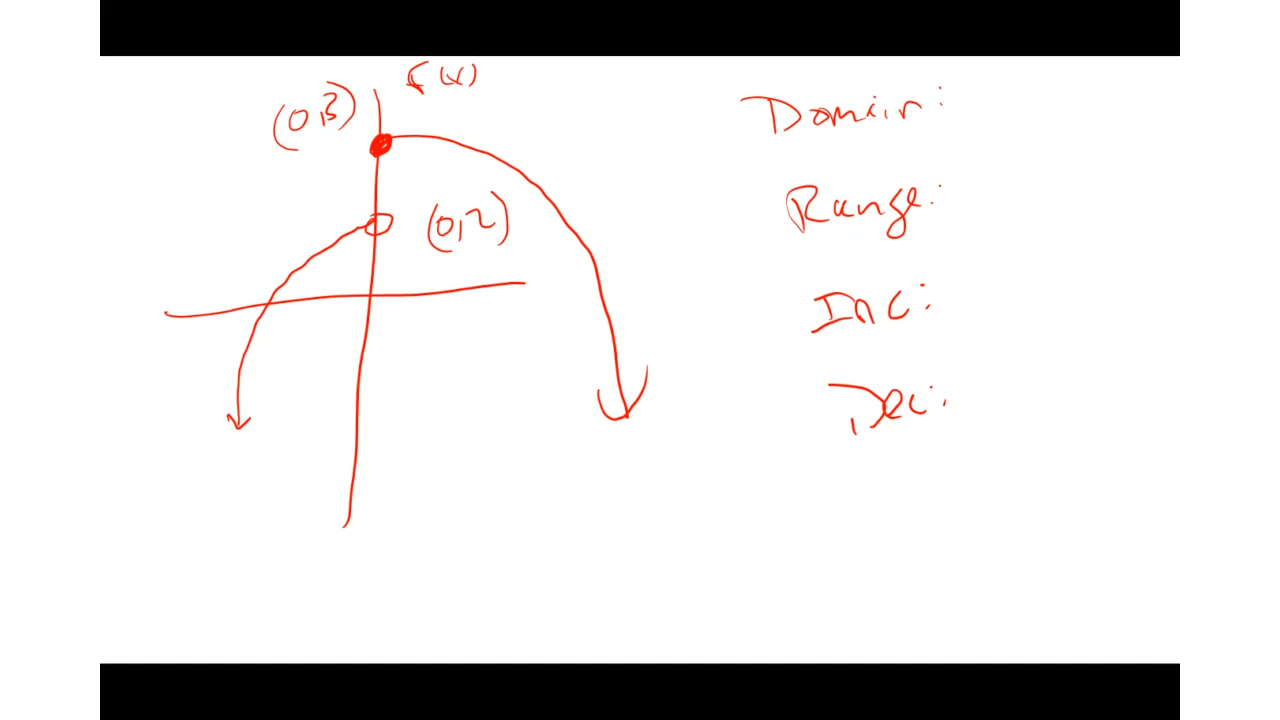 f(x)
(0,3)
(0,2)
Domain:
Range:
Inc:
Dec: